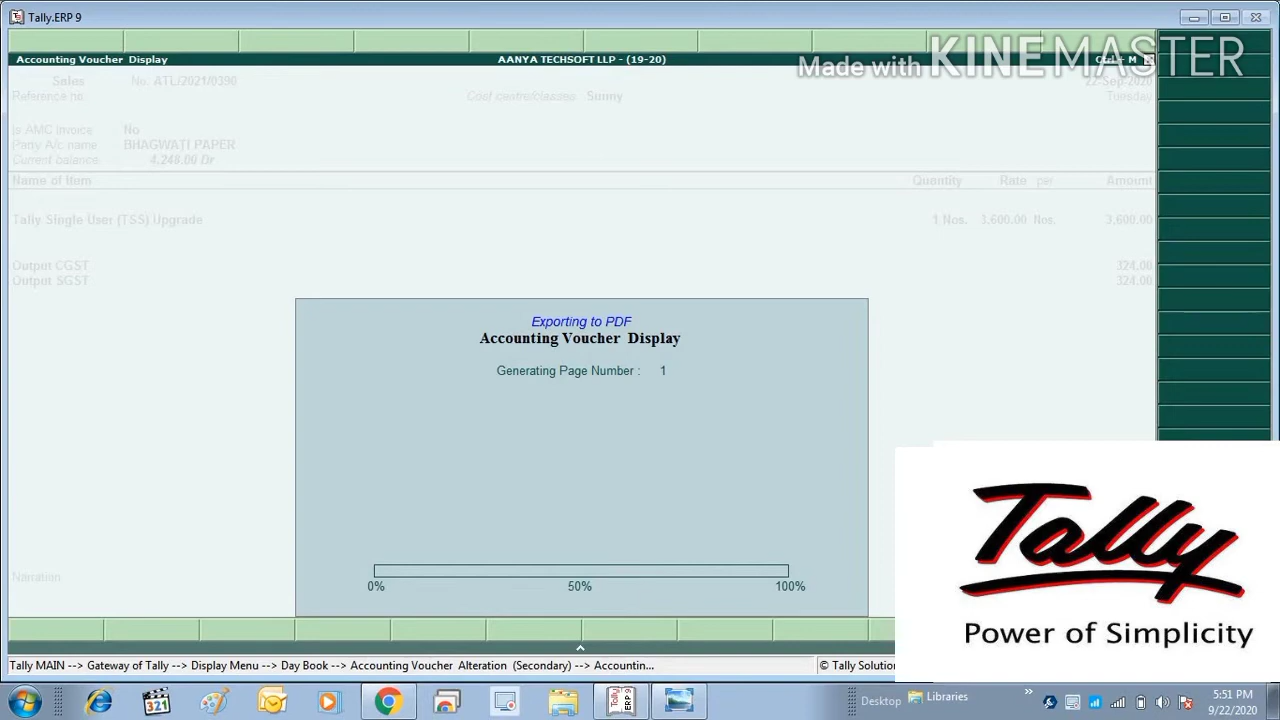 Tally.ERP 9
Accounting Voucher Display
AANYA TECHSOFT LLP - (19-20)
Ctrl + M
Made with KINEMASTER
Sales
No. ATL/2021/0390
22-Sep-2020
Reference no
Cost centre/classes: Sunny
Tuesday
Is AMC Invoice No
Party A/c name BHAGWATI PAPER
Current balance 4,248.00 Dr
Name of Item
Quantity
Rate
per
Amount
Tally Single User (TSS) Upgrade
1 Nos.
3,600.00
Nos.
3,600.00
Output CGST
324.00
Output SGST
324.00
Exporting to PDF
Accounting Voucher Display
Generating Page Number : 1
0%
50%
100%
Narration
Tally
Power of Simplicity
Tally MAIN --> Gateway of Tally --> Display Menu --> Day Book --> Accounting Voucher Alteration (Secondary) --> Accountin...
© Tally Solution
321
Tally
ERP 9
Desktop
Libraries
»
5:51 PM
9/22/2020